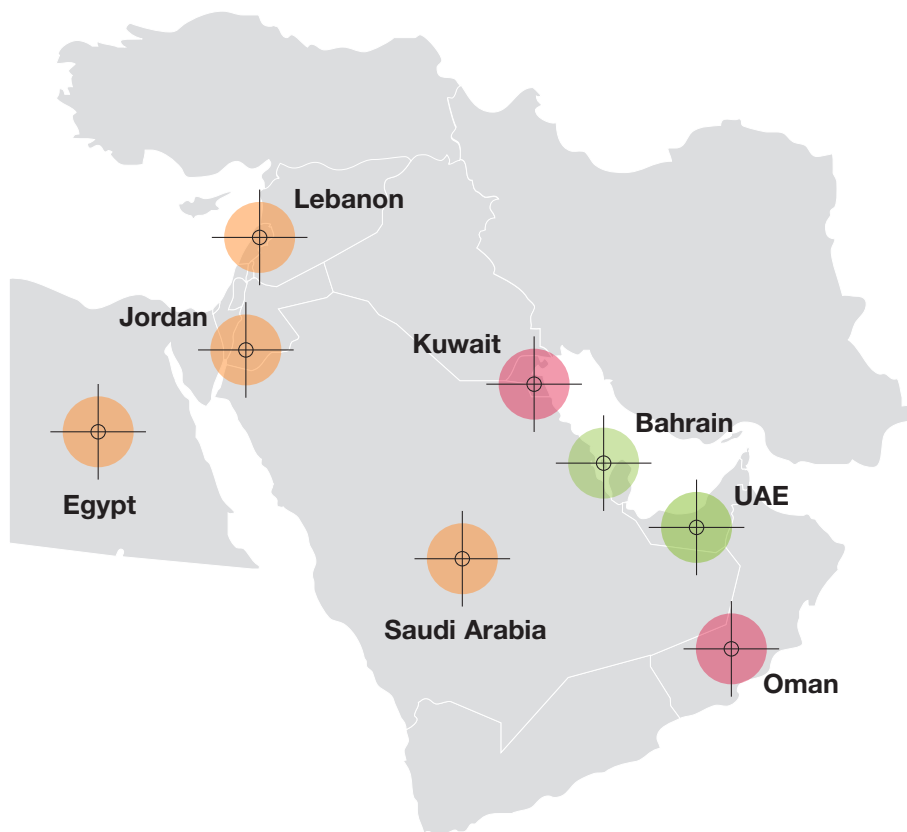 Lebanon
Jordan
Kuwait
Bahrain
Egypt
UAE
Saudi Arabia
Oman